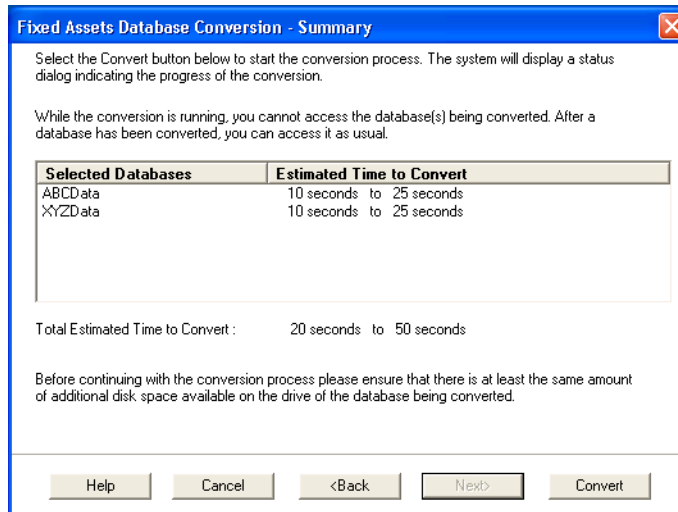 Fixed Assets Database Conversion - Summary
Select the Convert button below to start the conversion process. The system will display a status
dialog indicating the progress of the conversion.
While the conversion is running, you cannot access the database(s) being converted. After a
database has been converted, you can access it as usual.
Selected Databases Estimated Time to Convert
ABCData 10 seconds to 25 seconds
XYZData 10 seconds to 25 seconds
Total Estimated Time to Convert : 20 seconds to 50 seconds
Before continuing with the conversion process please ensure that there is at least the same amount
of additional disk space available on the drive of the database being converted.
Help Cancel <Back Next> Convert